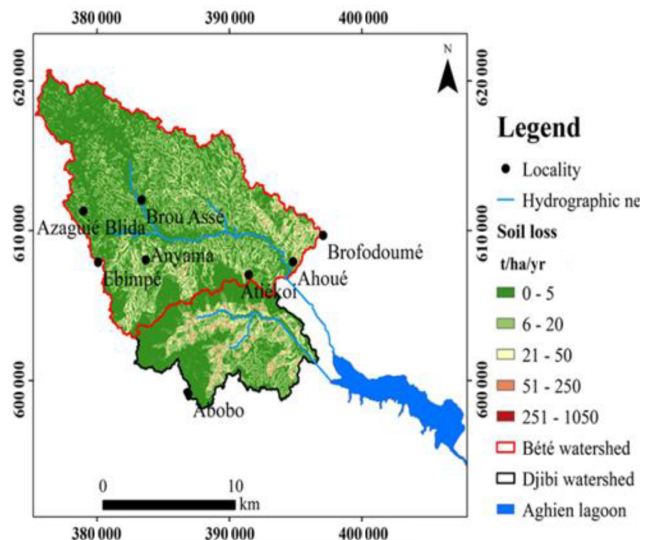 380 000 390 000 400 000
620 000
620 000
N
610 000
610 000
600 000
600 000
Azaguié Blida
Brou Assé
Anyama
Ebimpé
Brofodoumé
Ahoué
Atiékoi
Abobo
0 10
km
380 000 390 000 400 000
Legend
Locality
Hydrographic ne
Soil loss
t/ha/yr
0 - 5
6 - 20
21 - 50
51 - 250
251 - 1050
Bété watershed
Djibi watershed
Aghien lagoon